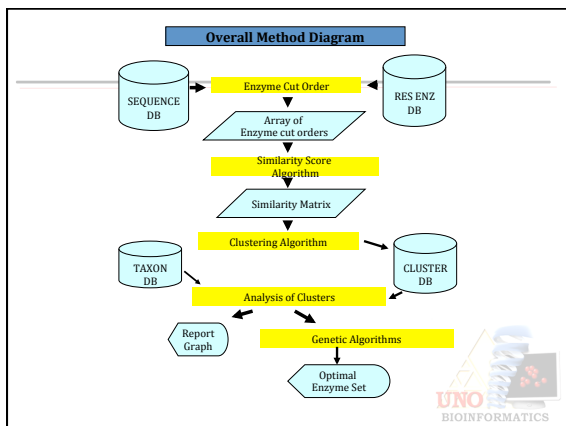 Overall Method Diagram
SEQUENCE
DB
Enzyme Cut Order
RES ENZ
DB
Array of
Enzyme cut orders
Similarity Score
Algorithm
Similarity Matrix
Clustering Algorithm
TAXON
DB
CLUSTER
DB
Analysis of Clusters
Report
Graph
Genetic Algorithms
Optimal
Enzyme Set
UNO
BIOINFORMATICS